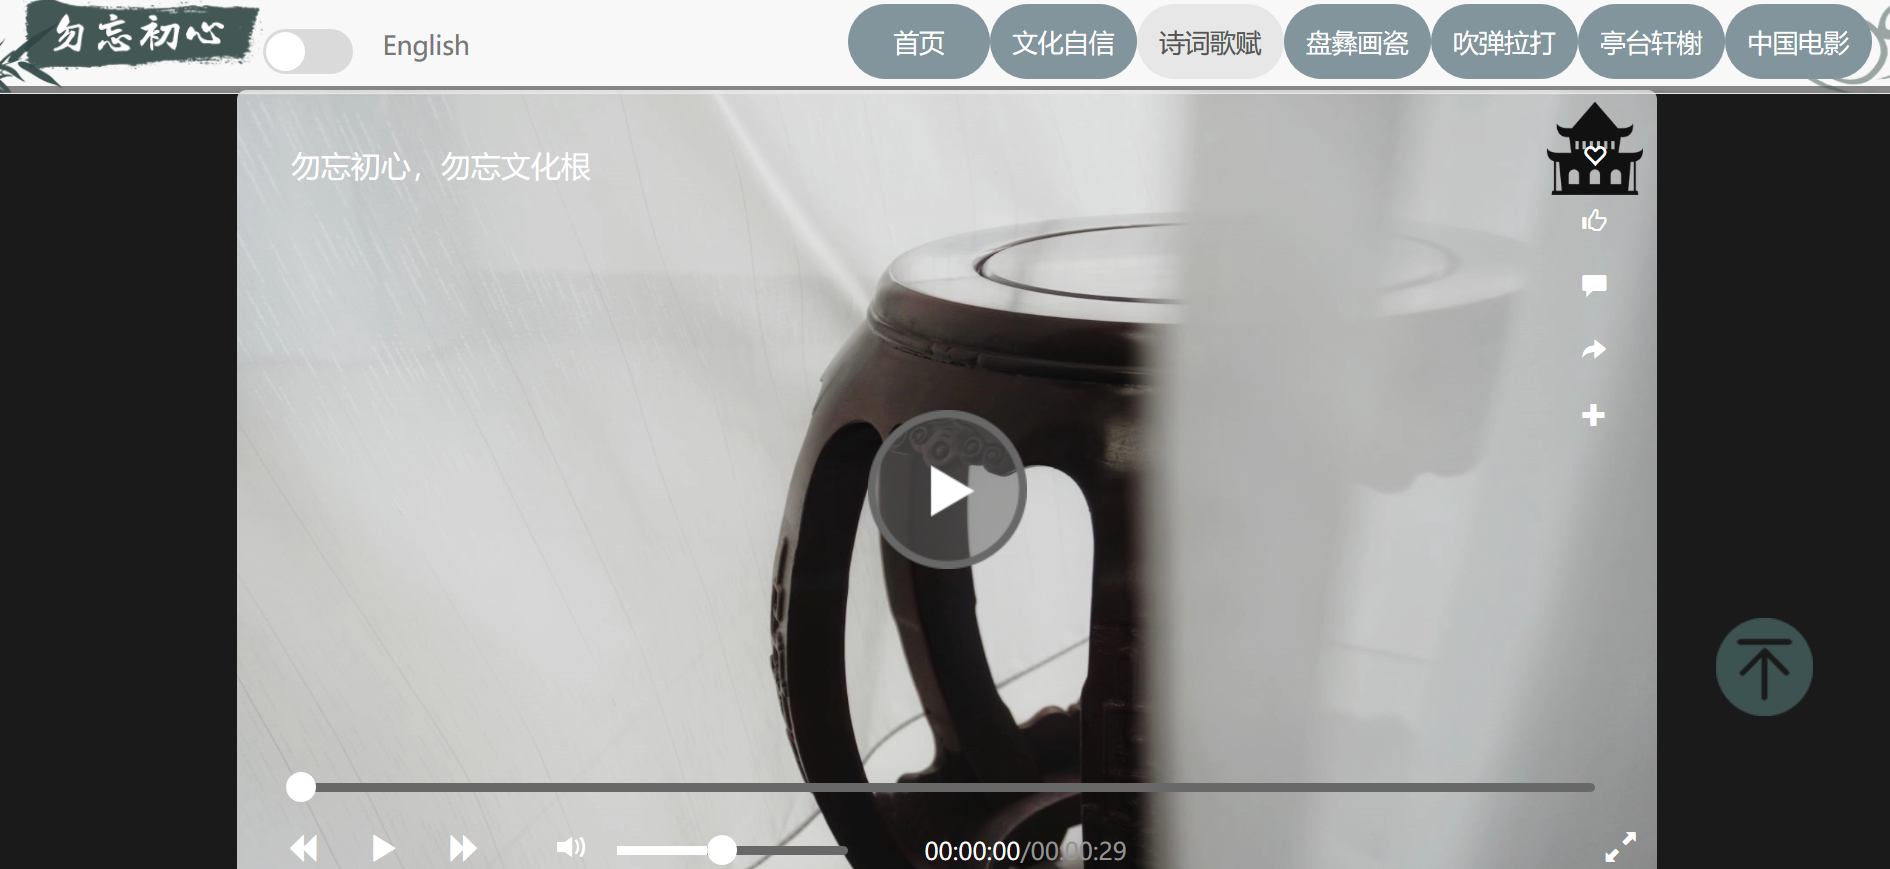 勿忘初心
English
首页
文化自信
诗词歌赋
盘彝画瓷
吹弹拉打
亭台轩榭
中国电影
勿忘初心，勿忘文化根
00:00:00/00:00:29